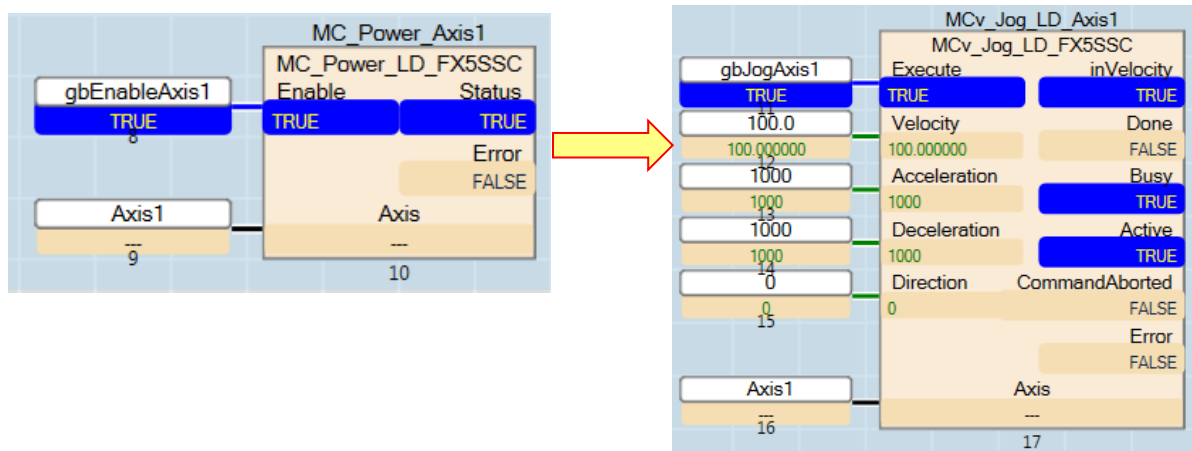 MC_Power_Axis1
MC_Power_LD_FX5SSC
gbEnableAxis1 Enable Status
TRUE TRUE TRUE
8
Error
FALSE
Axis1 Axis
--- ---
9
10
MCv_Jog_LD_Axis1
MCv_Jog_LD_FX5SSC
gbJogAxis1 Execute inVelocity
TRUE TRUE TRUE
11
100.0 Velocity Done
100.000000 100.000000 FALSE
12
1000 Acceleration Busy
1000 1000 TRUE
13
1000 Deceleration Active
1000 1000 TRUE
14
0 Direction CommandAborted
0 0 FALSE
15
Error
FALSE
Axis1 Axis
--- ---
16
17